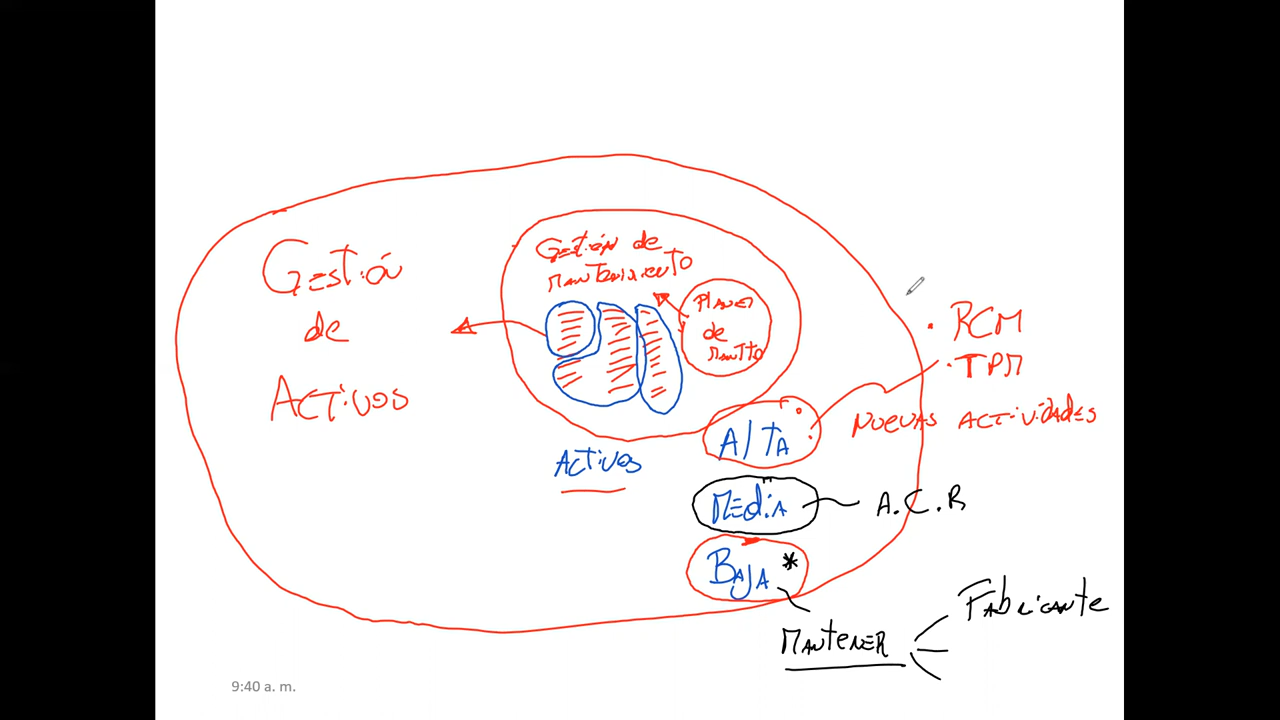 Gestión
de
Activos
Gestión de
Mantenimiento
Planes
de
Mantto
Activos
Alta
Media
Baja *
• RCM
• TPM
Nuevas Actividades
A.C.R
Mantener
Fabricante
9:40 a. m.